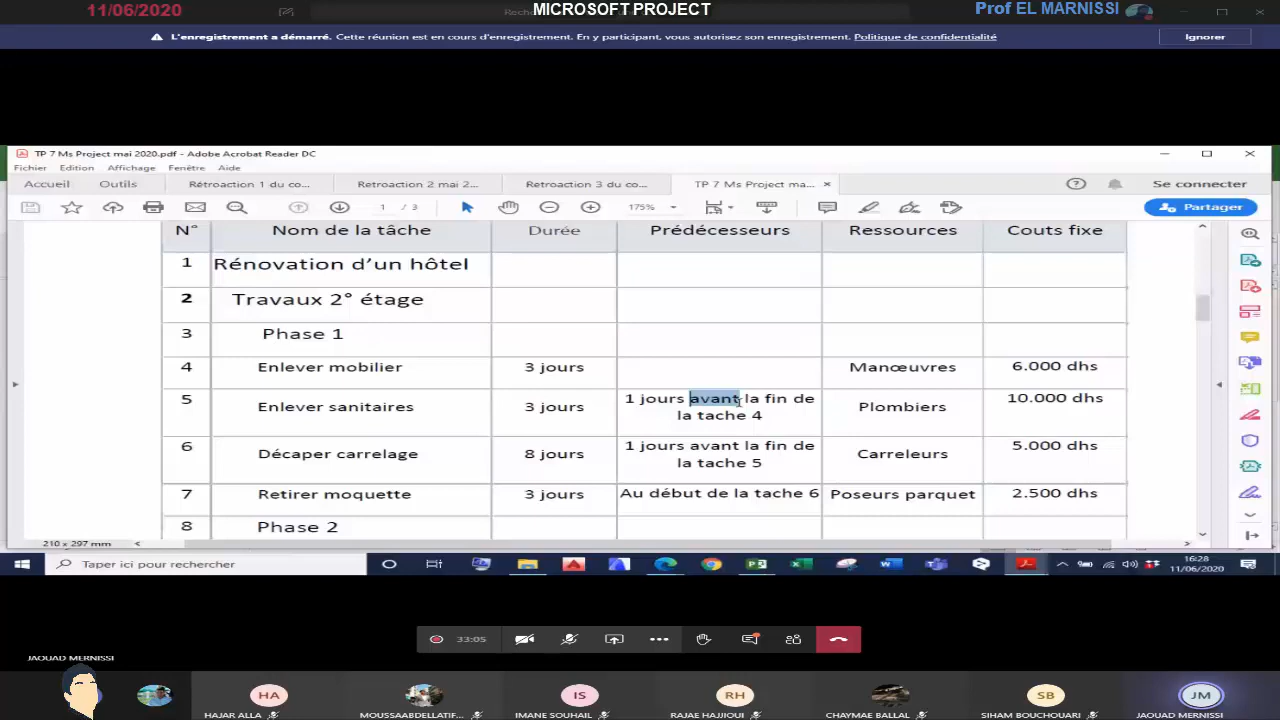 11/06/2020
MICROSOFT PROJECT
Prof EL MARNISSI
L'enregistrement a démarré. Cette réunion est en cours d'enregistrement. En y participant, vous autorisez son enregistrement. Politique de confidentialité
Ignorer
TP 7 Ms Project mai 2020.pdf - Adobe Acrobat Reader DC
Fichier Edition Affichage Fenêtre Aide
Accueil Outils Rétroaction 1 du co... Retroaction 2 mai 2... Retroaction 3 du co... TP 7 Ms Project ma... × Se connecter
1 / 3 175% Partager
N° Nom de la tâche Durée Prédécesseurs Ressources Couts fixe
1 Rénovation d'un hôtel
2 Travaux 2° étage
3 Phase 1
4 Enlever mobilier 3 jours Manœuvres 6.000 dhs
5 Enlever sanitaires 3 jours 1 jours avant la fin de
la tache 4 Plombiers 10.000 dhs
6 Décaper carrelage 8 jours 1 jours avant la fin de
la tache 5 Carreleurs 5.000 dhs
7 Retirer moquette 3 jours Au début de la tache 6 Poseurs parquet 2.500 dhs
8 Phase 2
210 x 297 mm
Taper ici pour rechercher
16:28
11/06/2020
33:05
JAOUAD MERNISSI
HA IS RH SB JM
HAJAR ALLA MOUSSAABDELLATIF... IMANE SOUHAIL RAJAE HAJJIOUI CHAYMAE BALLAL SIHAM BOUCHOUARI JAOUAD MERNISSI